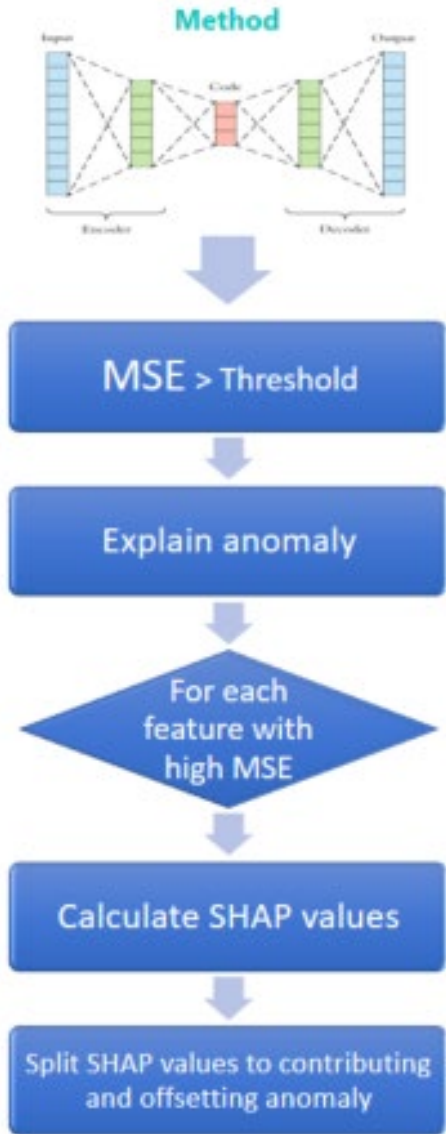 Method
Input
Output
Code
Encoder
Decoder
MSE > Threshold
Explain anomaly
For each
feature with
high MSE
Calculate SHAP values
Split SHAP values to contributing
and offsetting anomaly